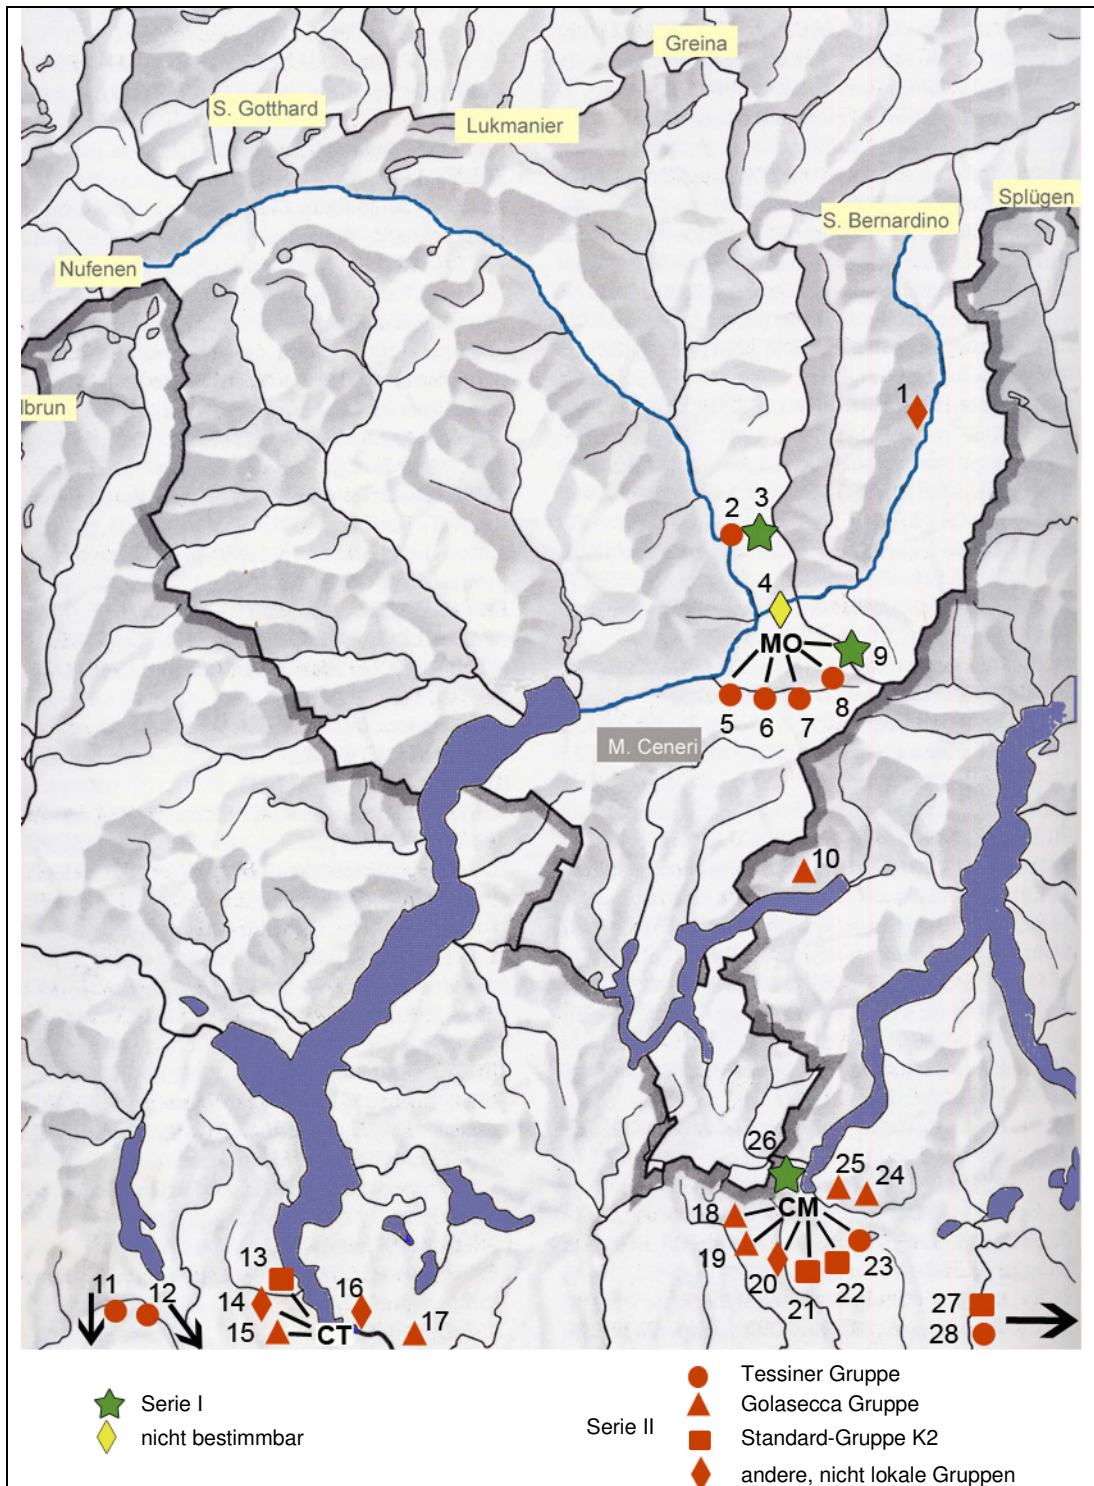 Greina
S. Gotthard
Lukmanier
Splügen
S. Bernardino
Nufenen
lbrun
1
2
3
4
MO
9
5
6
7
8
M. Ceneri
10
26
25
24
18
CM
19
20
21
22
23
11
12
13
14
15
16
17
CT
27
28
Serie I
nicht bestimmbar
Serie II
Tessiner Gruppe
Golasecca Gruppe
Standard-Gruppe K2
andere, nicht lokale Gruppen